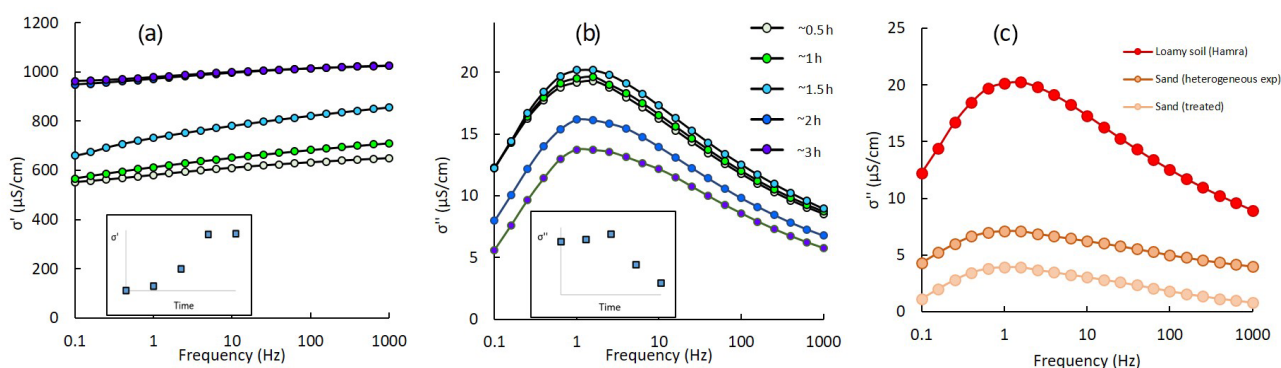 (a)
σ' (µS/cm)
1200
1000
800
600
400
200
0
0.1 1 10 100 1000
Frequency (Hz)
σ'
Time
(b)
σ'' (µS/cm)
20
15
10
5
0
0.1 1 10 100 1000
Frequency (Hz)
σ''
Time
~0.5 h
~1 h
~1.5 h
~2 h
~3 h
(c)
σ'' (µS/cm)
25
20
15
10
5
0
0.1 1 10 100 1000
Frequency (Hz)
Loamy soil (Hamra)
Sand (heterogeneous exp)
Sand (treated)